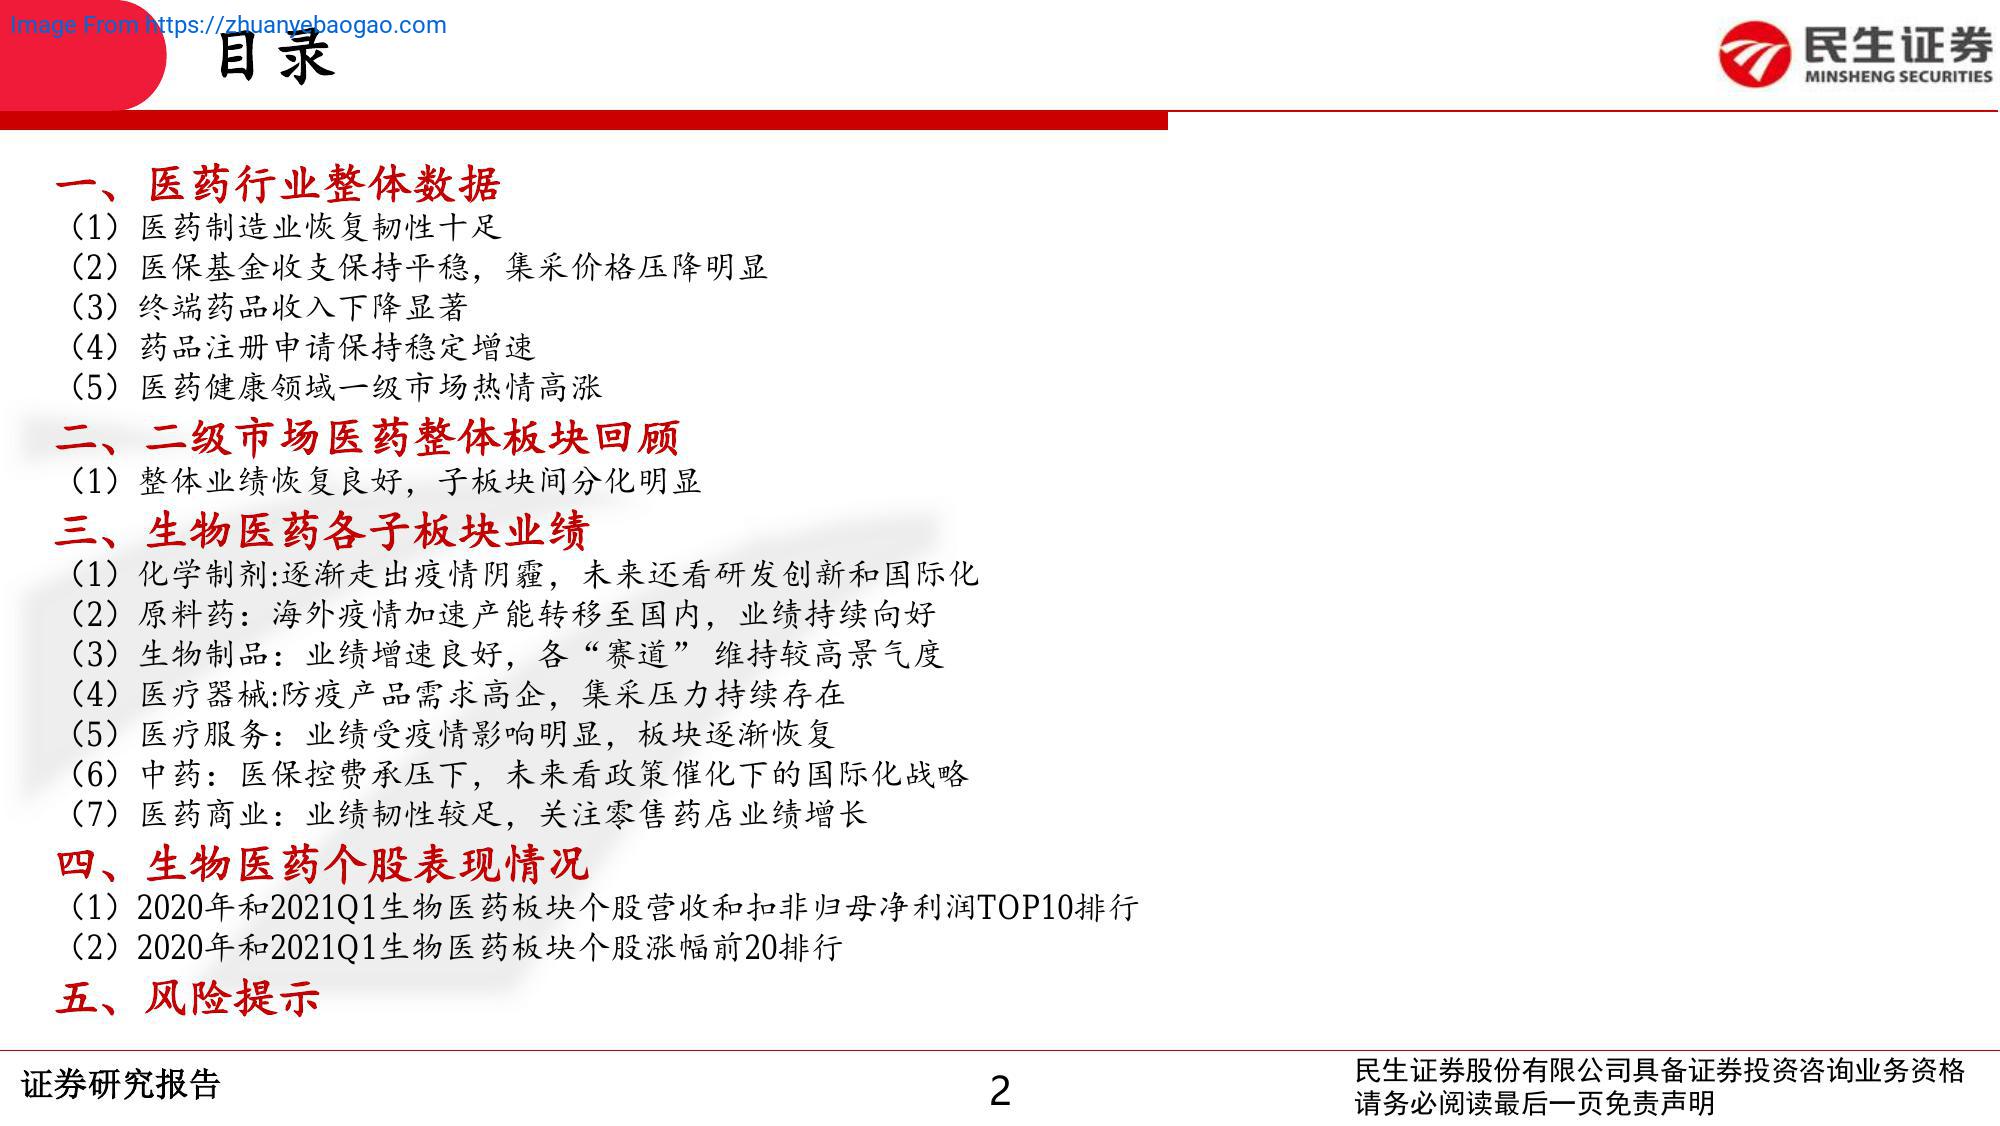 Image From https://zhuanyebaogao.com
目录
民生证券
MINSHENG SECURITIES
一、医药行业整体数据
（1）医药制造业恢复韧性十足
（2）医保基金收支保持平稳，集采价格压降明显
（3）终端药品收入下降显著
（4）药品注册申请保持稳定增速
（5）医药健康领域一级市场热情高涨
二、二级市场医药整体板块回顾
（1）整体业绩恢复良好，子板块间分化明显
三、生物医药各子板块业绩
（1）化学制剂:逐渐走出疫情阴霾，未来还看研发创新和国际化
（2）原料药：海外疫情加速产能转移至国内，业绩持续向好
（3）生物制品：业绩增速良好，各“赛道” 维持较高景气度
（4）医疗器械:防疫产品需求高企，集采压力持续存在
（5）医疗服务：业绩受疫情影响明显，板块逐渐恢复
（6）中药：医保控费承压下，未来看政策催化下的国际化战略
（7）医药商业：业绩韧性较足，关注零售药店业绩增长
四、生物医药个股表现情况
（1）2020年和2021Q1生物医药板块个股营收和扣非归母净利润TOP10排行
（2）2020年和2021Q1生物医药板块个股涨幅前20排行
五、风险提示
证券研究报告
2
民生证券股份有限公司具备证券投资咨询业务资格
请务必阅读最后一页免责声明